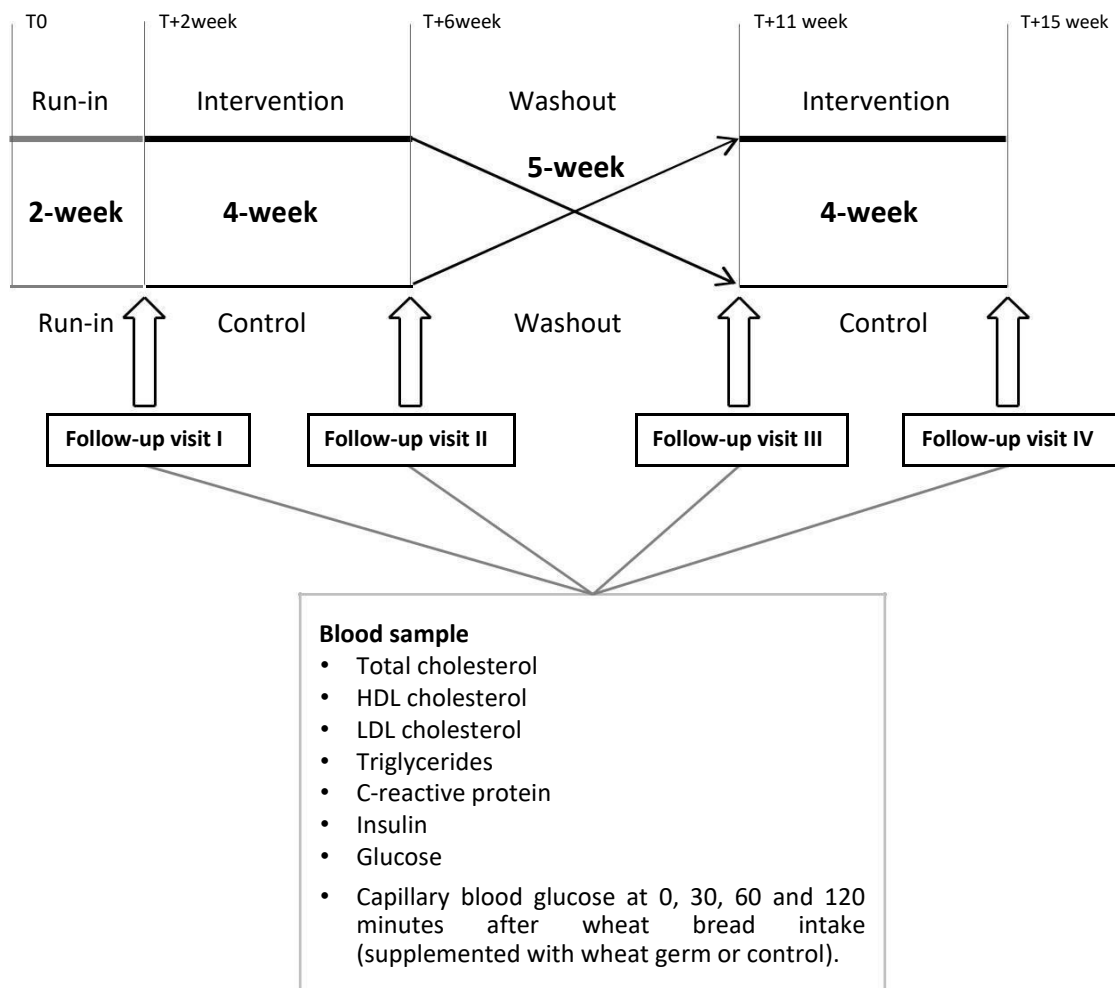 T0
T+2week
T+6week
T+11 week
T+15 week
Run-in
Intervention
Washout
Intervention
5-week
2-week
4-week
4-week
Run-in
Control
Washout
Control
Follow-up visit I
Follow-up visit II
Follow-up visit III
Follow-up visit IV
Blood sample
• Total cholesterol
• HDL cholesterol
• LDL cholesterol
• Triglycerides
• C-reactive protein
• Insulin
• Glucose
• Capillary blood glucose at 0, 30, 60 and 120
minutes after wheat bread intake
(supplemented with wheat germ or control).